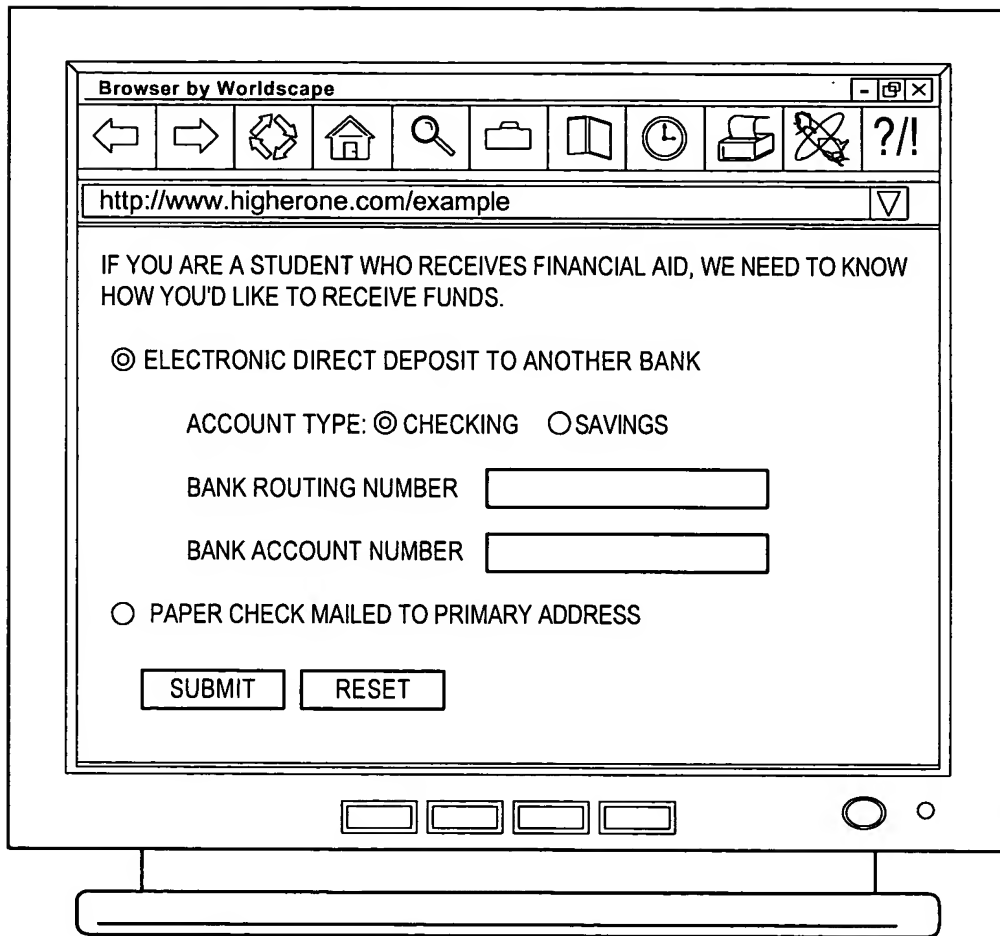 Browser by Worldscape
?/!
http://www.higherone.com/example
IF YOU ARE A STUDENT WHO RECEIVES FINANCIAL AID, WE NEED TO KNOW
HOW YOU'D LIKE TO RECEIVE FUNDS.
ELECTRONIC DIRECT DEPOSIT TO ANOTHER BANK
ACCOUNT TYPE: CHECKING SAVINGS
BANK ROUTING NUMBER
BANK ACCOUNT NUMBER
PAPER CHECK MAILED TO PRIMARY ADDRESS
SUBMIT RESET